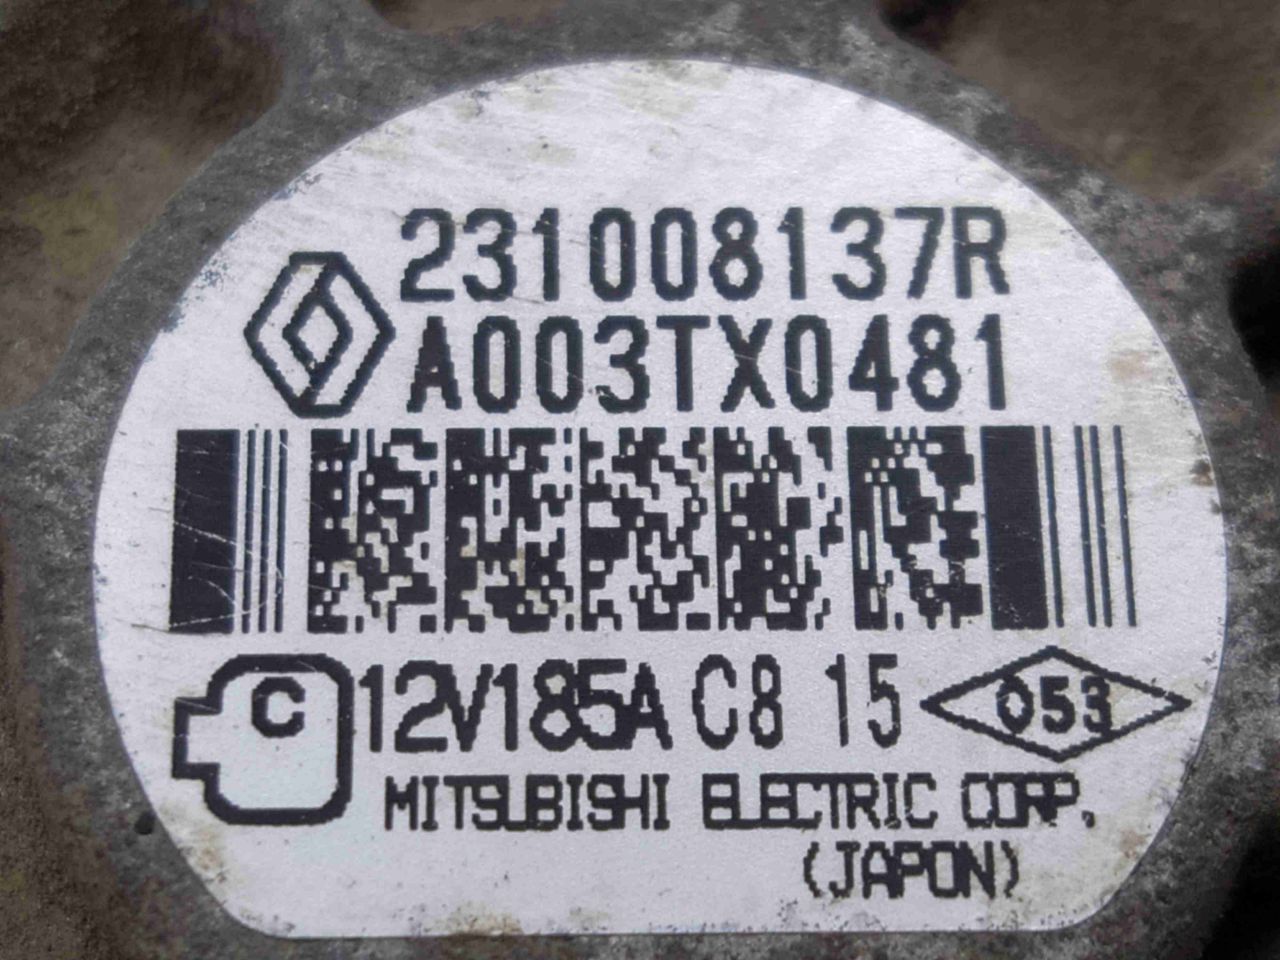 231008137R
A003TX0481
C 12V185A C8 15 053
MITSUBISHI ELECTRIC CORP.
(JAPON)